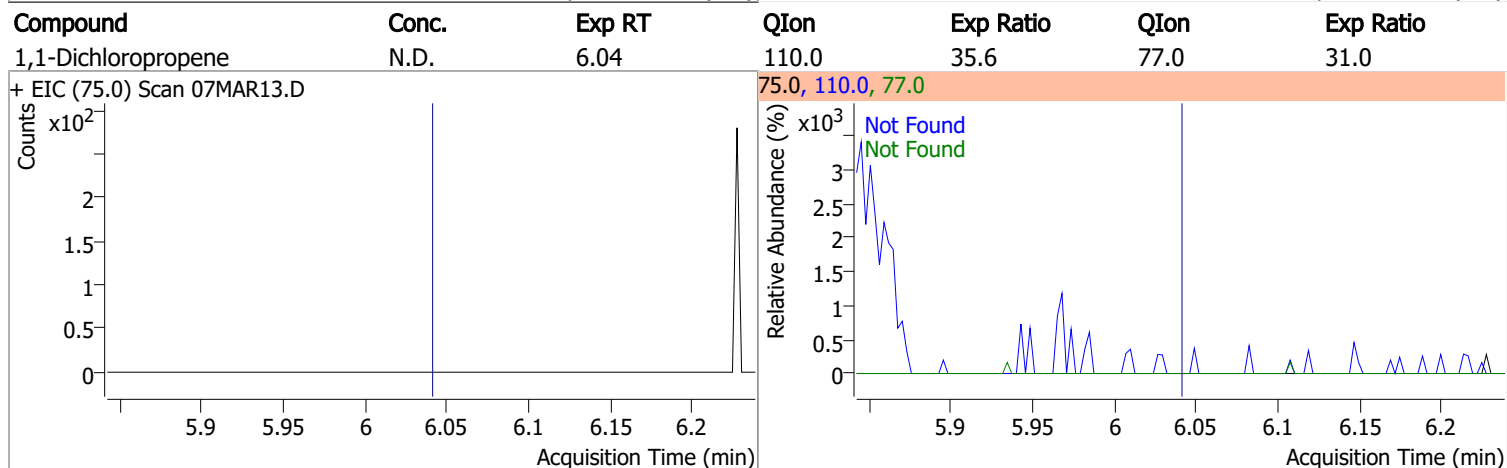 Compound Conc. Exp RT QIon Exp Ratio QIon Exp Ratio
1,1-Dichloropropene N.D. 6.04 110.0 35.6 77.0 31.0
+ EIC (75.0) Scan 07MAR13.D
Counts
x10²
2
1.5
1
0.5
0
5.9 5.95 6 6.05 6.1 6.15 6.2
Acquisition Time (min)
75.0, 110.0, 77.0
Relative Abundance (%)
x10³
Not Found
Not Found
3
2.5
2
1.5
1
0.5
0
5.9 5.95 6 6.05 6.1 6.15 6.2
Acquisition Time (min)